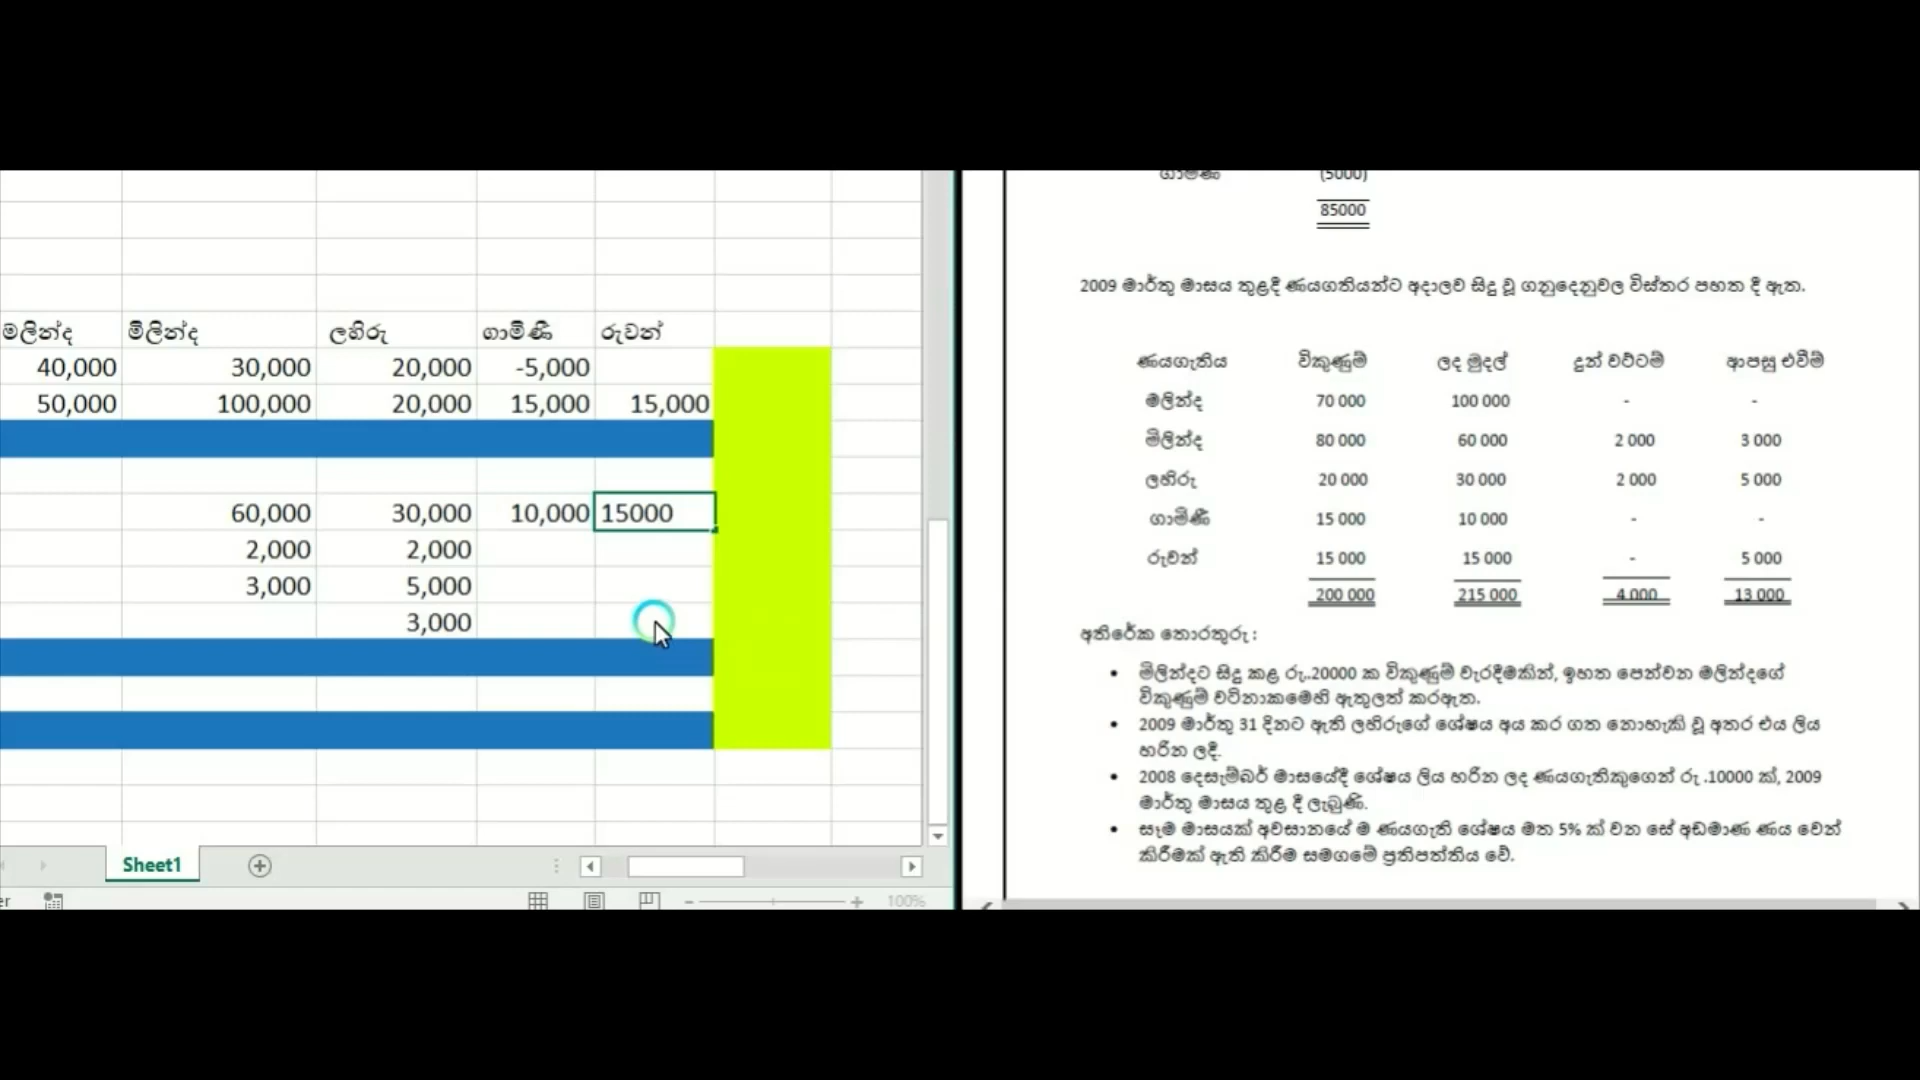 මලින්ද මිලින්ද ලහිරු ගාමිණී රුවන්
40,000 30,000 20,000 -5,000
50,000 100,000 20,000 15,000 15,000
60,000 30,000 10,000 15000
2,000 2,000
3,000 5,000
3,000
Sheet1
100%
ගාමිණී (5000)
85000
2009 මාර්තු මාසය තුළදී ණයගතියන්ට අදාලව සිදු වූ ගනුදෙනුවල විස්තර පහත දී ඇත.
ණයගැතිය විකුණුම් ලද මුදල් දුන් වට්ටම් ආපසු එවීම්
මලින්ද 70 000 100 000 - -
මිලින්ද 80 000 60 000 2 000 3 000
ලහිරු 20 000 30 000 2 000 5 000
ගාමිණී 15 000 10 000 - -
රුවන් 15 000 15 000 - 5 000
200 000 215 000 4 000 13 000
අතිරේක තොරතුරු :
• මිලින්දට සිදු කළ රු..20000 ක විකුණුම් වැරදීමකින්, ඉහත පෙන්වන මලින්දගේ
විකුණුම් වටිනාකමෙහි ඇතුලත් කරඇත.
• 2009 මාර්තු 31 දිනට ඇති ලහිරුගේ ශේෂය අය කර ගත නොහැකි වූ අතර එය ලිය
හරින ලදී.
• 2008 දෙසැම්බර් මාසයේදී ශේෂය ලිය හරින ලද ණයගැතිකුගෙන් රු .10000 ක්, 2009
මාර්තු මාසය තුළ දී ලැබුණි.
• සෑම මාසයක් අවසානයේ ම ණයගැති ශේෂය මත 5% ක් වන සේ අඩමාණ ණය වෙන්
කිරීමක් ඇති කිරීම සමගමේ ප්‍රතිපත්තිය වේ.